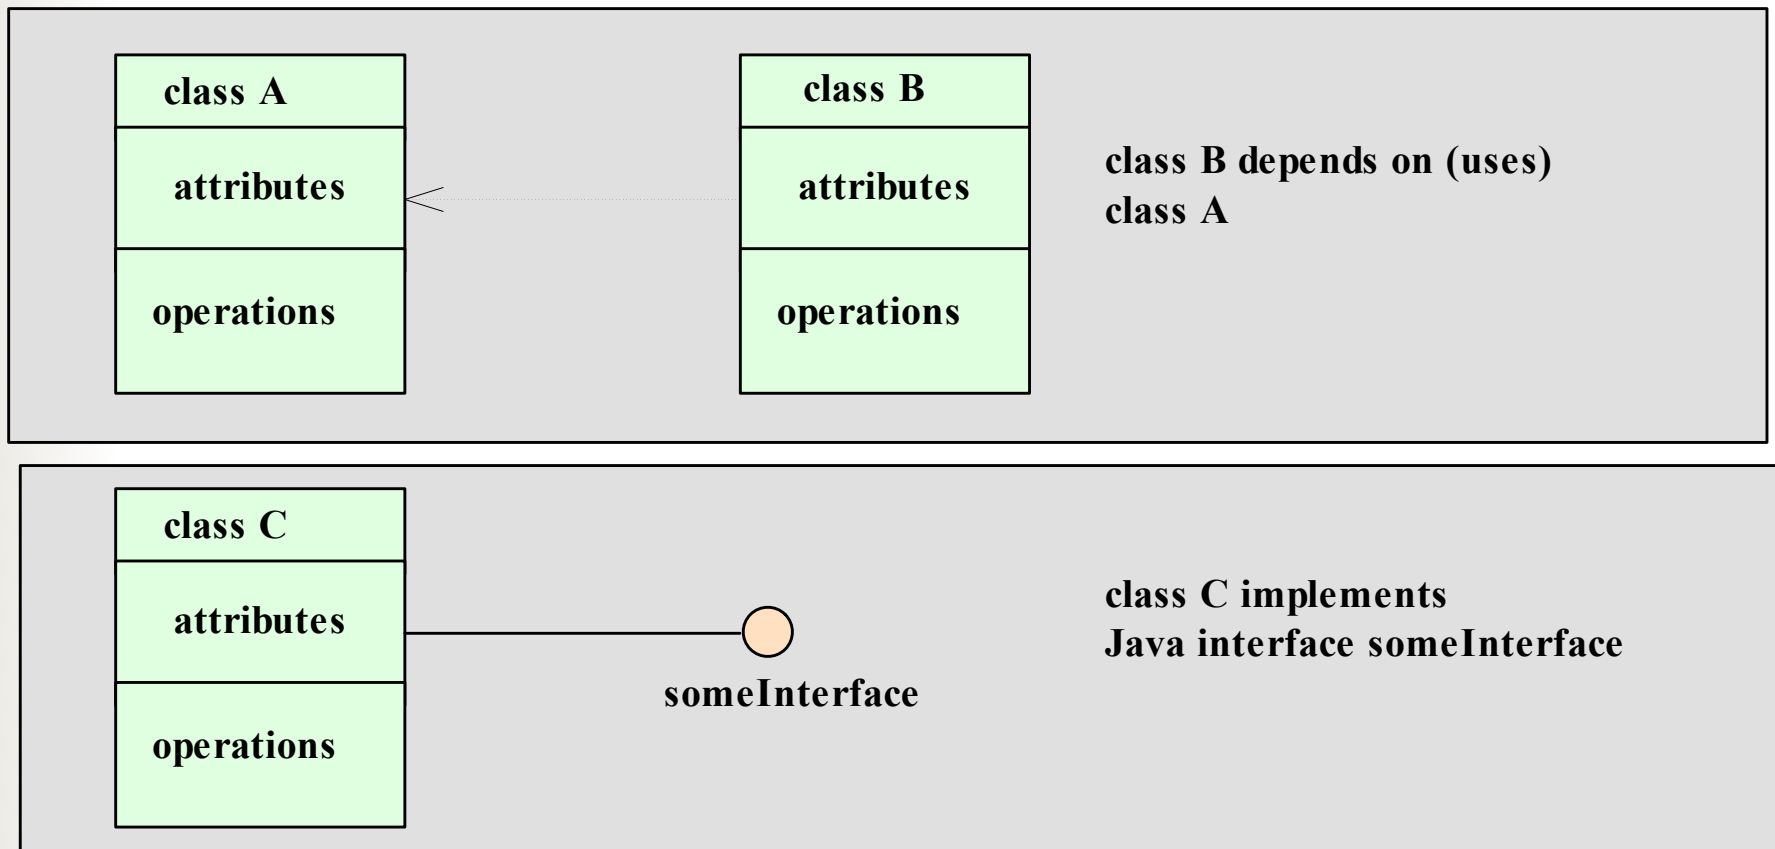 class A
attributes
operations
class B
attributes
operations
class B depends on (uses)
class A
class C
attributes
operations
someInterface
class C implements
Java interface someInterface